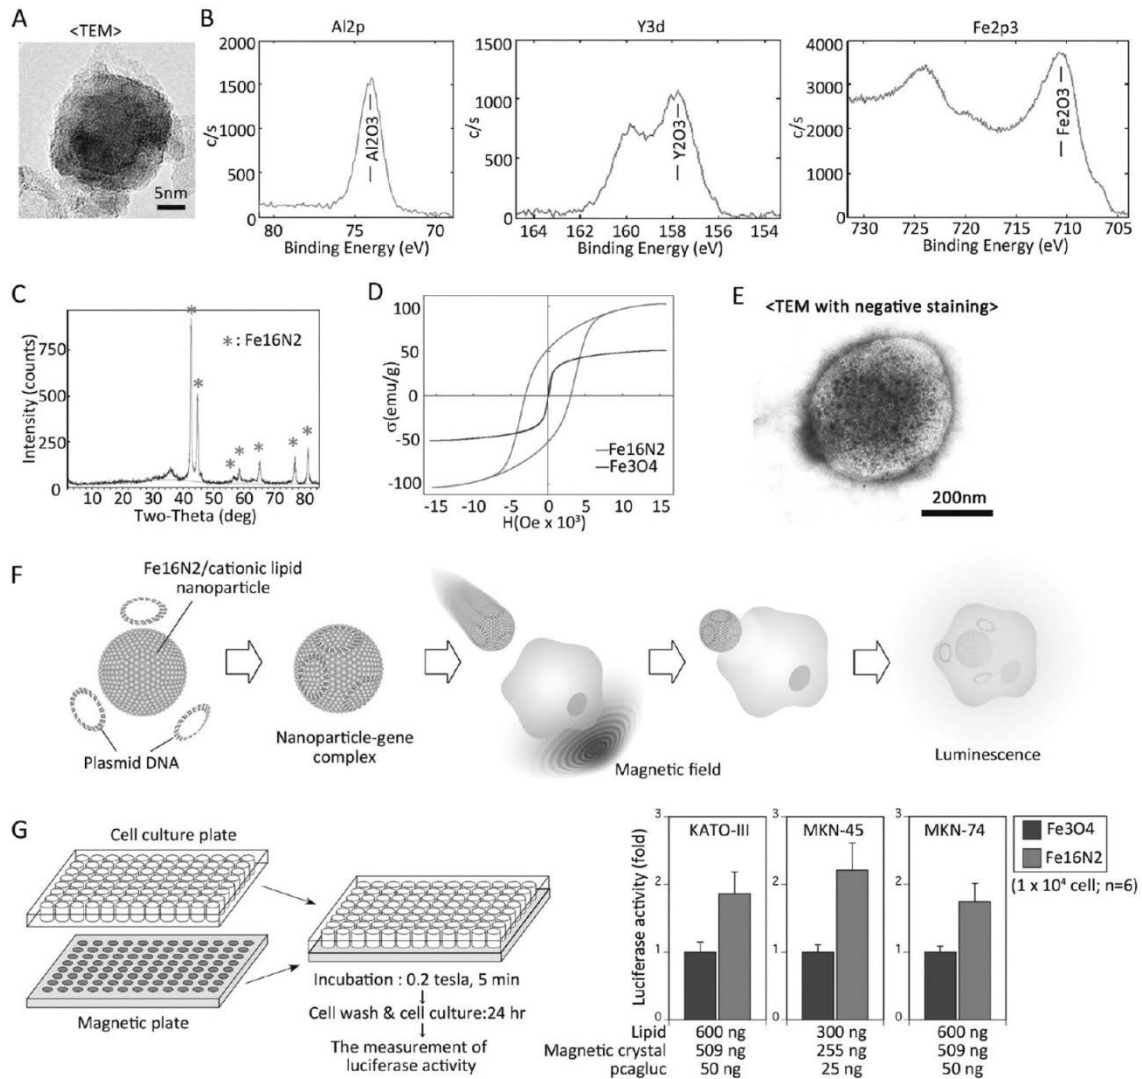 A
<TEM>
5nm
B
Al2p
2000
1500
1000
500
0
c/s
Al2O3
80 75 70
Binding Energy (eV)
Y3d
1500
1000
500
0
c/s
Y2O3
164 162 160 158 156 154
Binding Energy (eV)
Fe2p3
4000
3000
2000
1000
0
c/s
Fe2O3
730 725 720 715 710 705
Binding Energy (eV)
C
Intensity (counts)
750
500
250
0
* : Fe16N2
10 20 30 40 50 60 70 80
Two-Theta (deg)
D
σ(emu/g)
100
50
0
-50
-100
Fe16N2
Fe3O4
-15 -10 -5 0 5 10 15
H(Oe x 10³)
E
<TEM with negative staining>
200nm
F
Fe16N2/cationic lipid
nanoparticle
Plasmid DNA
Nanoparticle-gene
complex
Magnetic field
Luminescence
G
Cell culture plate
Magnetic plate
Incubation : 0.2 tesla, 5 min
Cell wash & cell culture:24 hr
The measurement of
luciferase activity
Luciferase activity (fold)
KATO-III MKN-45 MKN-74
3 3 3
2 2 2
1 1 1
0 0 0
Fe3O4
Fe16N2
(1 x 10⁴ cell; n=6)
Lipid 600 ng 300 ng 600 ng
Magnetic crystal 509 ng 255 ng 509 ng
pcagluc 50 ng 25 ng 50 ng